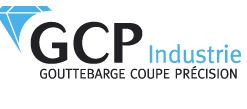 GCP Industrie
GOUTTEBARGE COUPE PRÉCISION